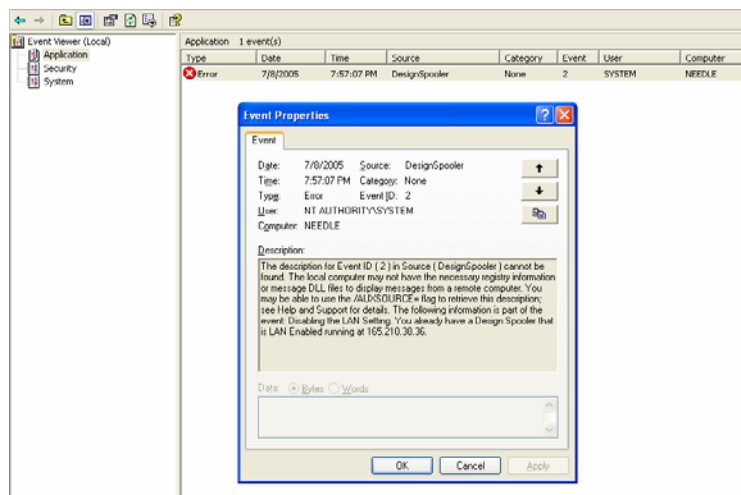 Event Viewer (Local)
Application
Security
System
Application 1 event(s)
Type Date Time Source Category Event User Computer
Error 7/8/2005 7:57:07 PM DesignSpooler None 2 SYSTEM NEEDLE
Event Properties
Event
Date: 7/8/2005 Source: DesignSpooler
Time: 7:57:07 PM Category: None
Type: Error Event ID: 2
User: NT AUTHORITY\SYSTEM
Computer: NEEDLE
Description:
The description for Event ID ( 2 ) in Source ( DesignSpooler ) cannot be
found. The local computer may not have the necessary registry information
or message DLL files to display messages from a remote computer. You
may be able to use the /AUXSOURCE= flag to retrieve this description;
see Help and Support for details. The following information is part of the
event: Disabling the LAN Setting. You already have a Design Spooler that
is LAN Enabled running at 165.210.38.36.
Data: Bytes Words
OK Cancel Apply